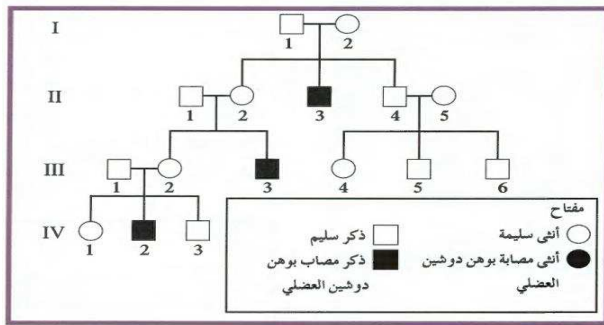 I
1 2
II
1 2 3 4 5
III
1 2 3 4 5 6
IV
1 2 3
مفتاح
أنثى سليمة
ذكر سليم
أنثى مصابة بوهن دوشين العضلي
ذكر مصاب بوهن دوشين العضلي